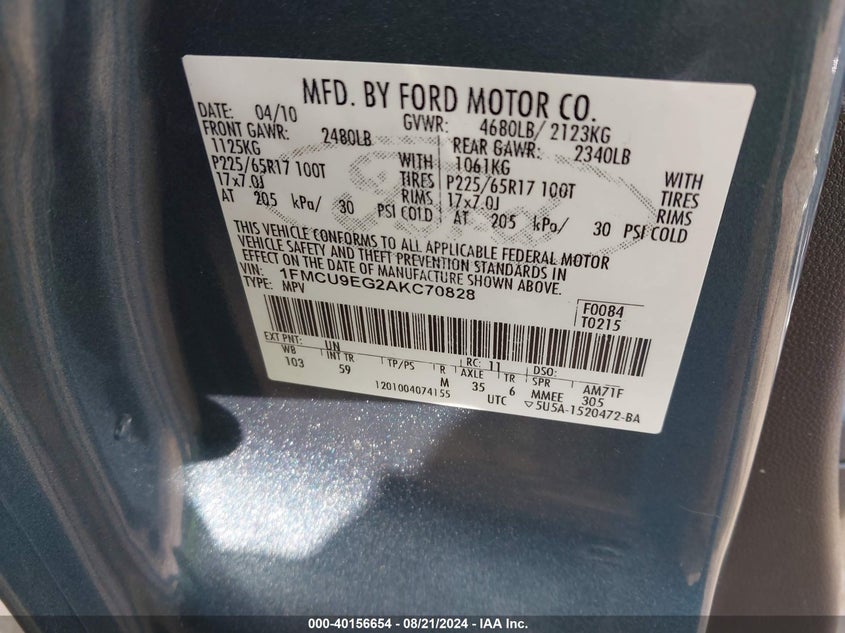 MFD. BY FORD MOTOR CO.
DATE: 04/10 GVWR: 4680LB/ 2123KG
FRONT GAWR: 2480LB REAR GAWR: 2340LB
1125KG WITH 1061KG WITH
P225/65R17 100T TIRES P225/65R17 100T TIRES
17x7.0J RIMS 17x7.0J RIMS
AT 205 kPa/ 30 PSI COLD AT 205 kPa/ 30 PSI COLD
THIS VEHICLE CONFORMS TO ALL APPLICABLE FEDERAL MOTOR
VEHICLE SAFETY AND THEFT PREVENTION STANDARDS IN
EFFECT ON THE DATE OF MANUFACTURE SHOWN ABOVE.
VIN: 1FMCU9EG2AKC70828
TYPE: MPV
F0084
T0215
EXT PNT: UN RC: 11 DSO:
WB INT TR TP/PS R AXLE TR SPR AM71F
103 59 M 35 6 MMEE 305
1201004074155 UTC ▽5U5A-1520472-BA
000-40156654 — 08/21/2024 — IAA Inc.